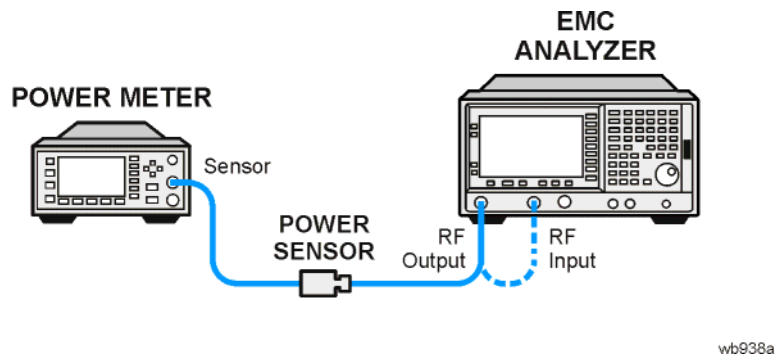 EMC
ANALYZER
POWER METER
Sensor
POWER
SENSOR
RF
Output
RF
Input
wb938a